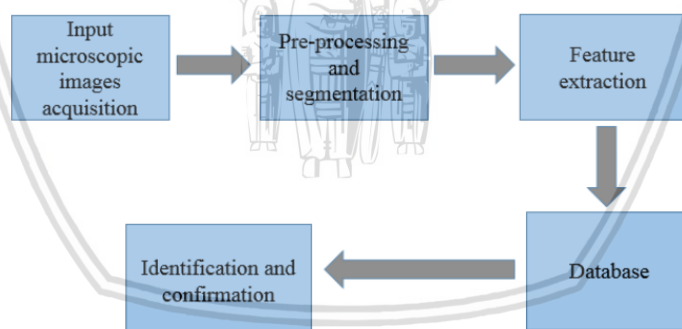 Input
microscopic
images
acquisition
Pre-processing
and
segmentation
Feature
extraction
Database
Identification and
confirmation